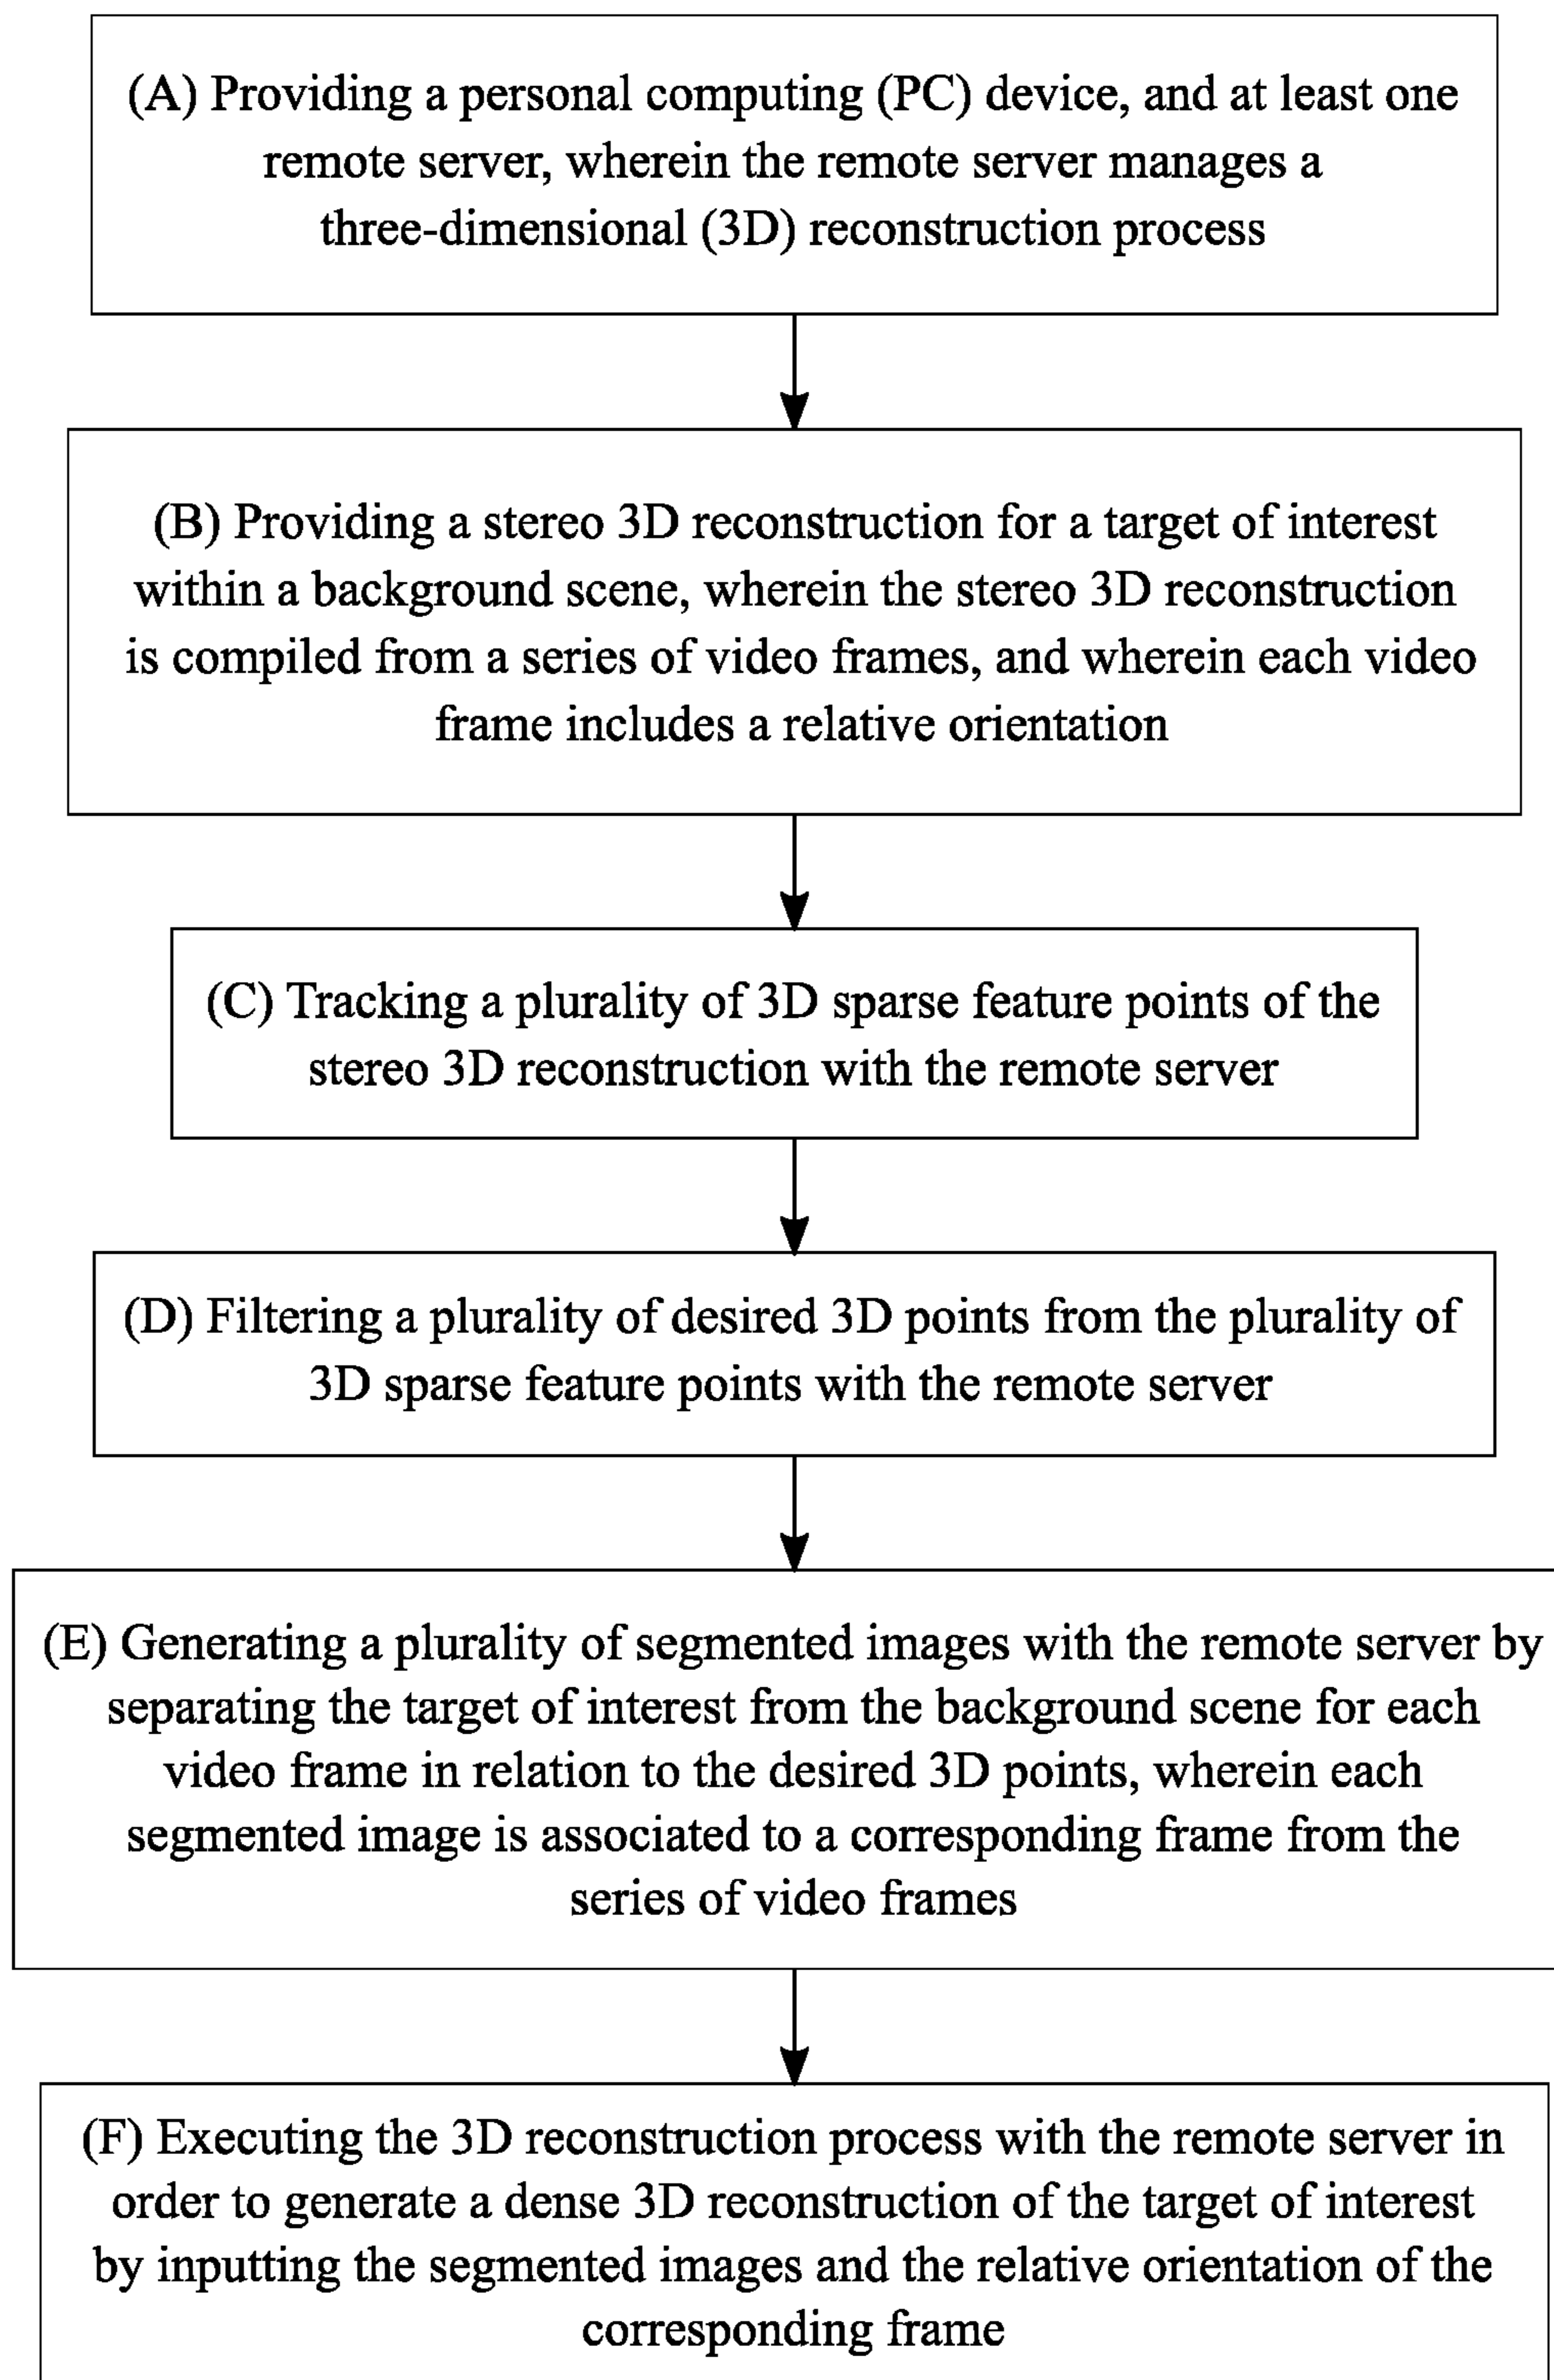 (A) Providing a personal computing (PC) device, and at least one
remote server, wherein the remote server manages a
three-dimensional (3D) reconstruction process
(B) Providing a stereo 3D reconstruction for a target of interest
within a background scene, wherein the stereo 3D reconstruction
is compiled from a series of video frames, and wherein each video
frame includes a relative orientation
(C) Tracking a plurality of 3D sparse feature points of the
stereo 3D reconstruction with the remote server
(D) Filtering a plurality of desired 3D points from the plurality of
3D sparse feature points with the remote server
(E) Generating a plurality of segmented images with the remote server by
separating the target of interest from the background scene for each
video frame in relation to the desired 3D points, wherein each
segmented image is associated to a corresponding frame from the
series of video frames
(F) Executing the 3D reconstruction process with the remote server in
order to generate a dense 3D reconstruction of the target of interest
by inputting the segmented images and the relative orientation of the
corresponding frame